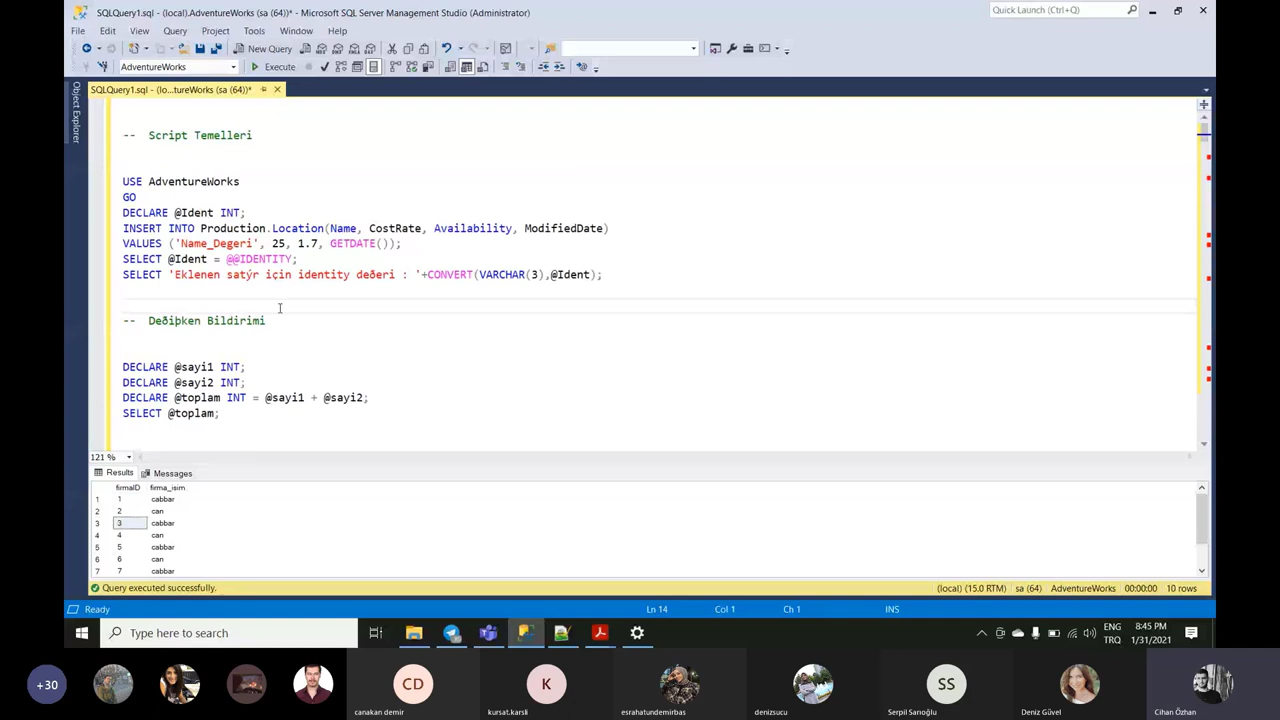 SQLQuery1.sql - (local).AdventureWorks (sa (64))* - Microsoft SQL Server Management Studio (Administrator)
Quick Launch (Ctrl+Q)
File Edit View Query Project Tools Window Help
New Query
AdventureWorks
Execute
Object Explorer
SQLQuery1.sql - (lo...tureWorks (sa (64))*
-- Script Temelleri
USE AdventureWorks
GO
DECLARE @Ident INT;
INSERT INTO Production.Location(Name, CostRate, Availability, ModifiedDate)
VALUES ('Name_Degeri', 25, 1.7, GETDATE());
SELECT @Ident = @@IDENTITY;
SELECT 'Eklenen satýr için identity deðeri : '+CONVERT(VARCHAR(3),@Ident);
-- Deðiþken Bildirimi
DECLARE @sayi1 INT;
DECLARE @sayi2 INT;
DECLARE @toplam INT = @sayi1 + @sayi2;
SELECT @toplam;
121 %
Results Messages
firmaID firma_isim
1 1 cabbar
2 2 can
3 3 cabbar
4 4 can
5 5 cabbar
6 6 can
7 7 cabbar
Query executed successfully. (local) (15.0 RTM) sa (64) AdventureWorks 00:00:00 10 rows
Ready Ln 14 Col 1 Ch 1 INS
Type here to search
ENG 8:45 PM
TRQ 1/31/2021
+30 CD K SS
canakan demir kursat.karsli esrahatundemirbas denizsucu Serpil Sarıoğlu Deniz Güvel Cihan Özhan